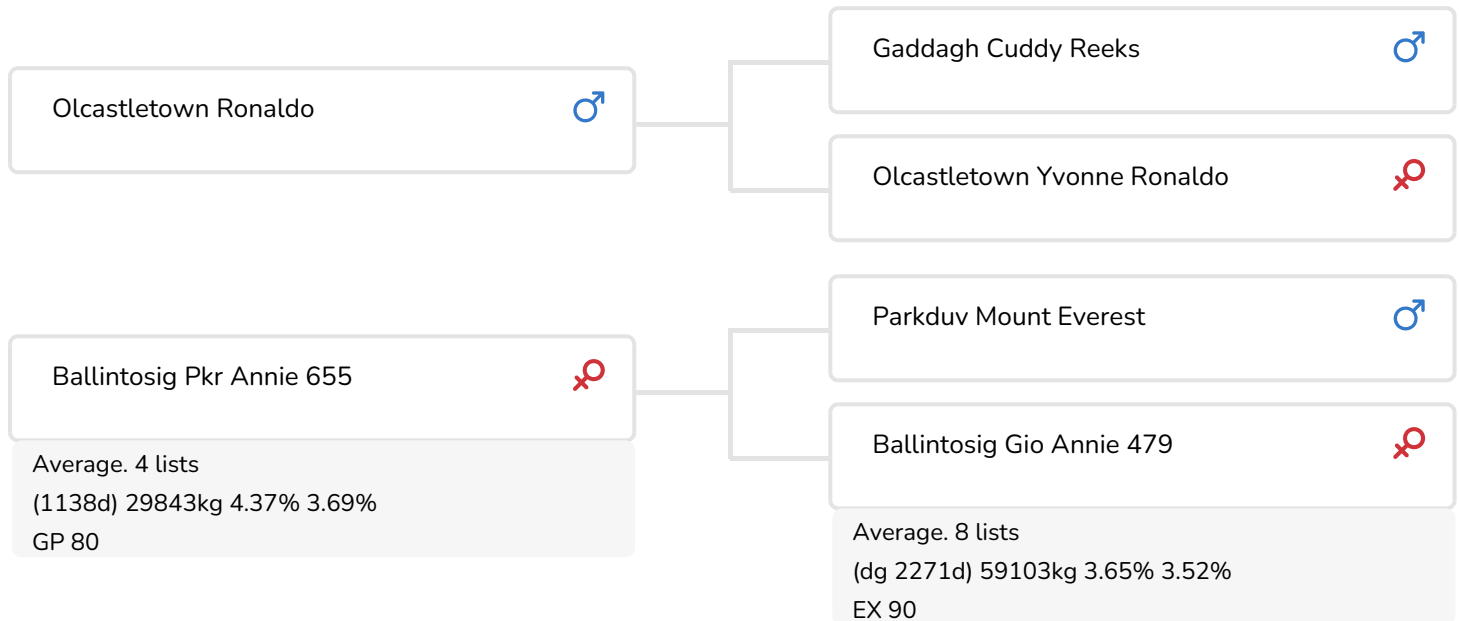 Gaddagh Cuddy Reeks
Olcastletown Ronaldo
Olcastletown Yvonne Ronaldo
Parkduv Mount Everest
Ballintosig Pkr Annie 655
Average. 4 lists
(1138d) 29843kg 4.37% 3.69%
GP 80
Ballintosig Gio Annie 479
Average. 8 lists
(dg 2271d) 59103kg 3.65% 3.52%
EX 90